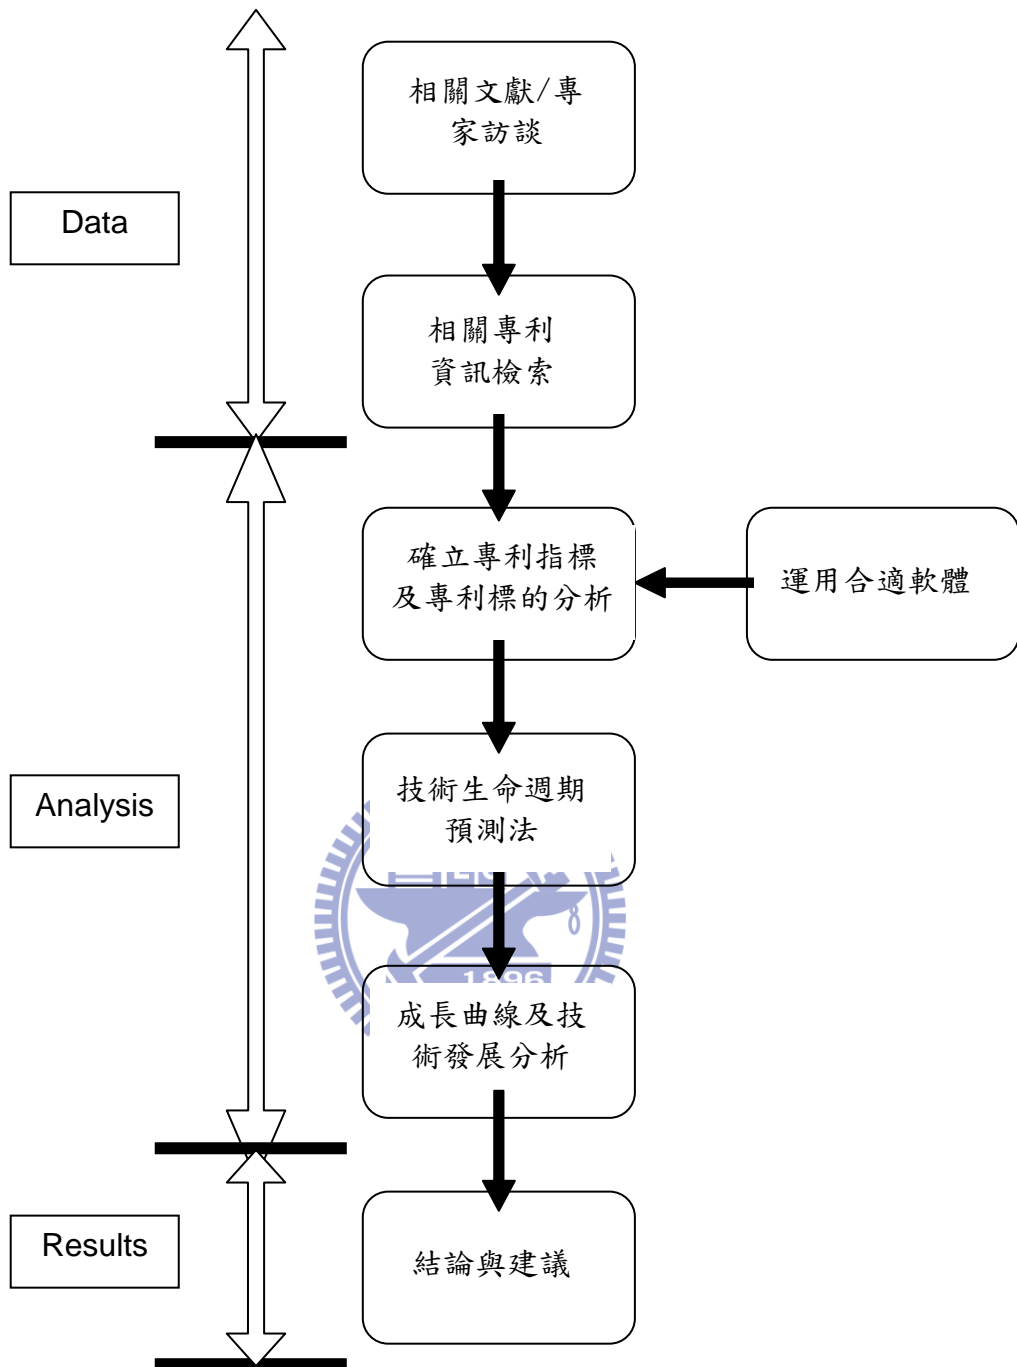 相關文獻/專
家訪談
Data
相關專利
資訊檢索
確立專利指標
及專利標的分析
運用合適軟體
技術生命週期
預測法
Analysis
1896
成長曲線及技
術發展分析
Results
結論與建議